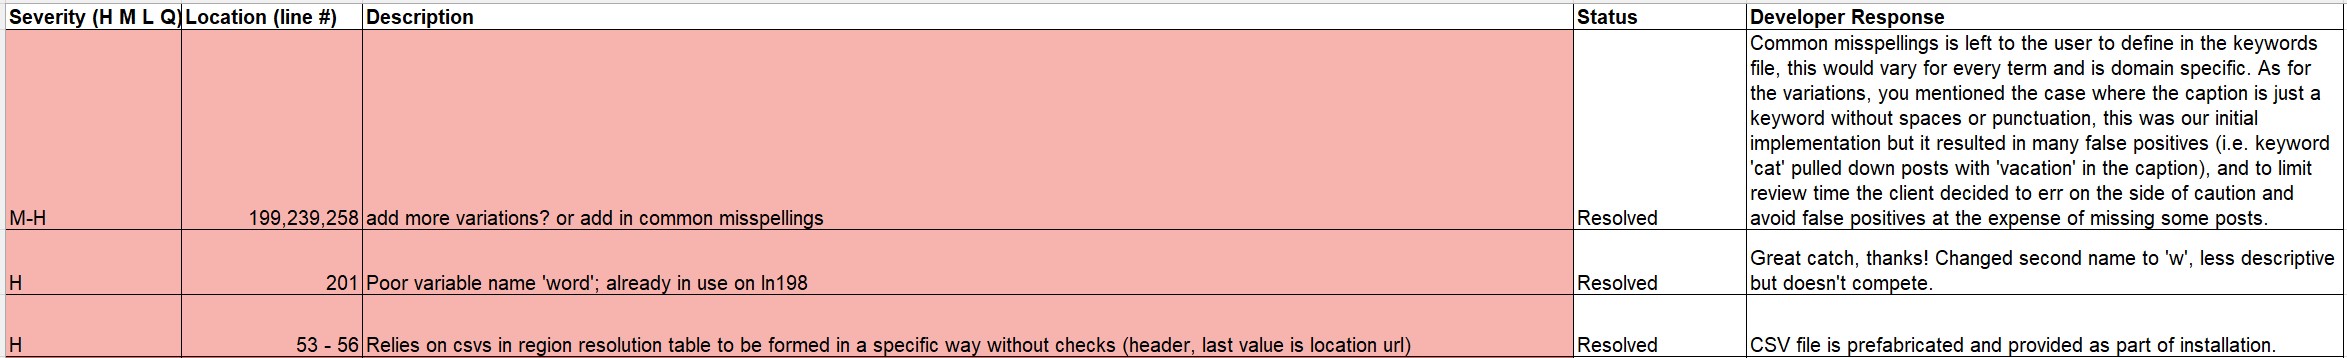 Severity (H M L Q) Location (line #) Description Status Developer Response
Common misspellings is left to the user to define in the keywords
file, this would vary for every term and is domain specific. As for
the variations, you mentioned the case where the caption is just a
keyword without spaces or punctuation, this was our initial
implementation but it resulted in many false positives (i.e. keyword
'cat' pulled down posts with 'vacation' in the caption), and to limit
review time the client decided to err on the side of caution and
M-H 199,239,258 add more variations? or add in common misspellings Resolved avoid false positives at the expense of missing some posts.
Great catch, thanks! Changed second name to 'w', less descriptive
H 201 Poor variable name 'word'; already in use on ln198 Resolved but doesn't compete.
H 53 - 56 Relies on csvs in region resolution table to be formed in a specific way without checks (header, last value is location url) Resolved CSV file is prefabricated and provided as part of installation.